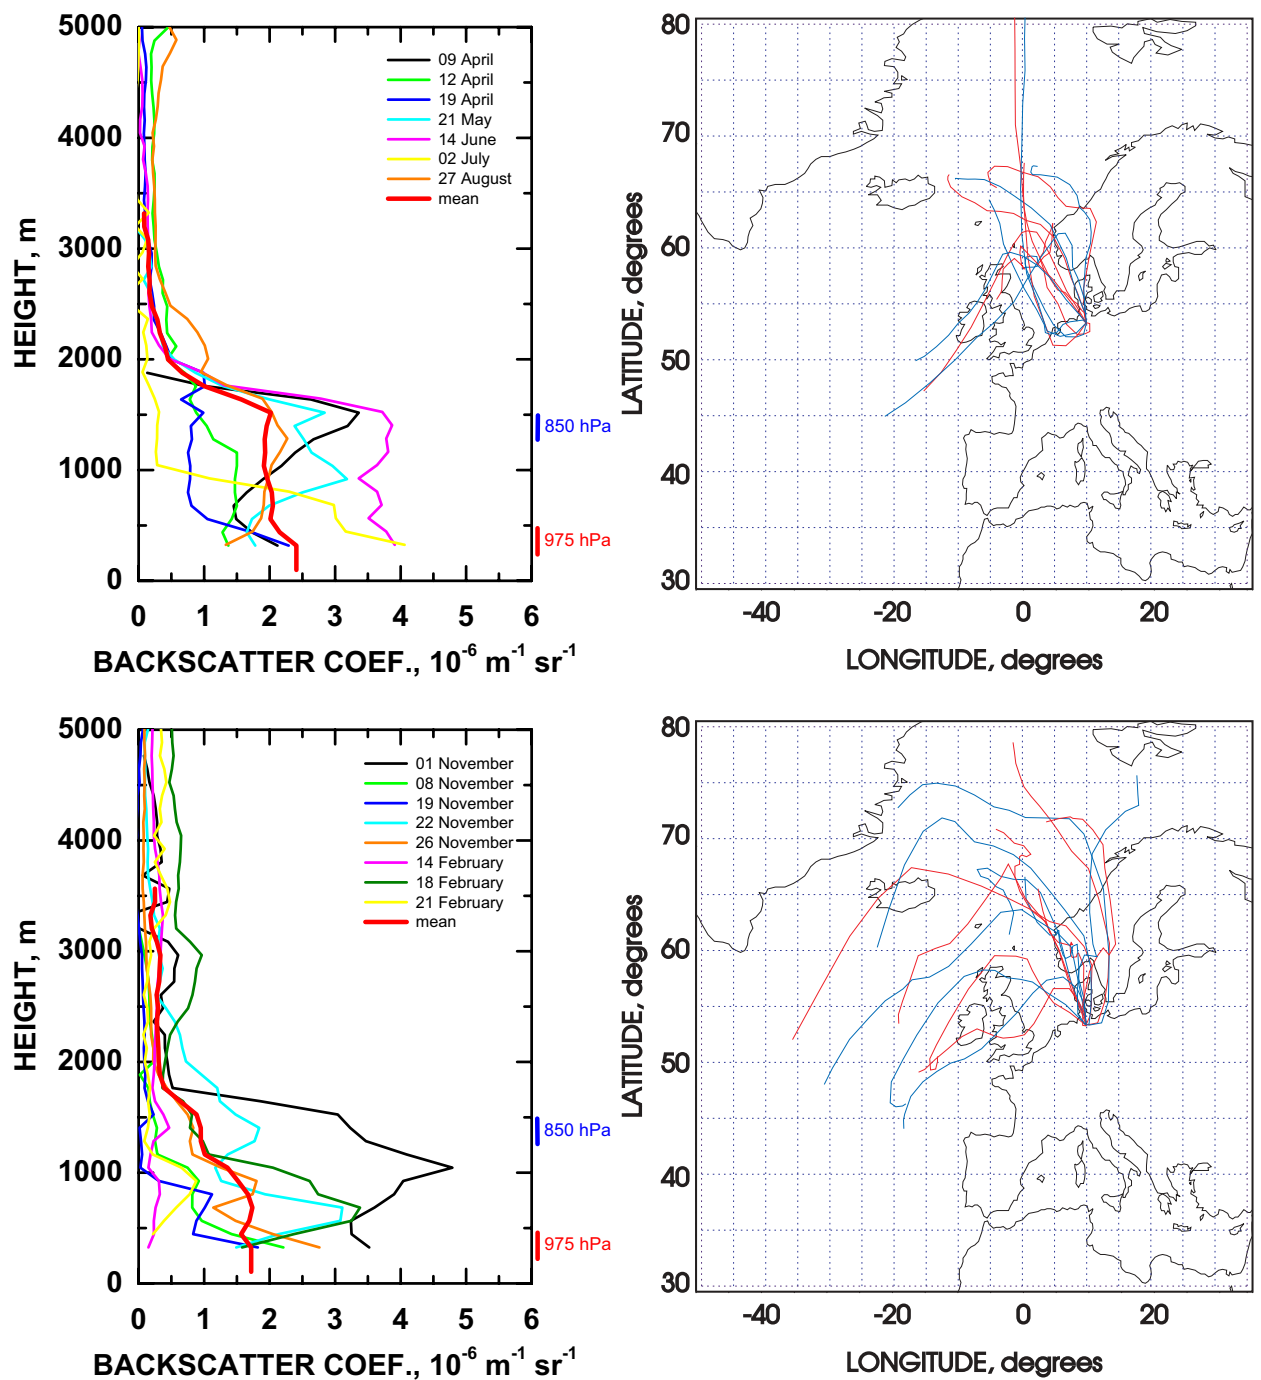 5000
4000
3000
2000
1000
0
HEIGHT, m
09 April
12 April
19 April
21 May
14 June
02 July
27 August
mean
850 hPa
975 hPa
0 1 2 3 4 5 6
BACKSCATTER COEF., 10⁻⁶ m⁻¹ sr⁻¹
80
70
60
50
40
30
LATITUDE, degrees
-40 -20 0 20
LONGITUDE, degrees
5000
4000
3000
2000
1000
0
HEIGHT, m
01 November
08 November
19 November
22 November
26 November
14 February
18 February
21 February
mean
850 hPa
975 hPa
0 1 2 3 4 5 6
BACKSCATTER COEF., 10⁻⁶ m⁻¹ sr⁻¹
80
70
60
50
40
30
LATITUDE, degrees
-40 -20 0 20
LONGITUDE, degrees